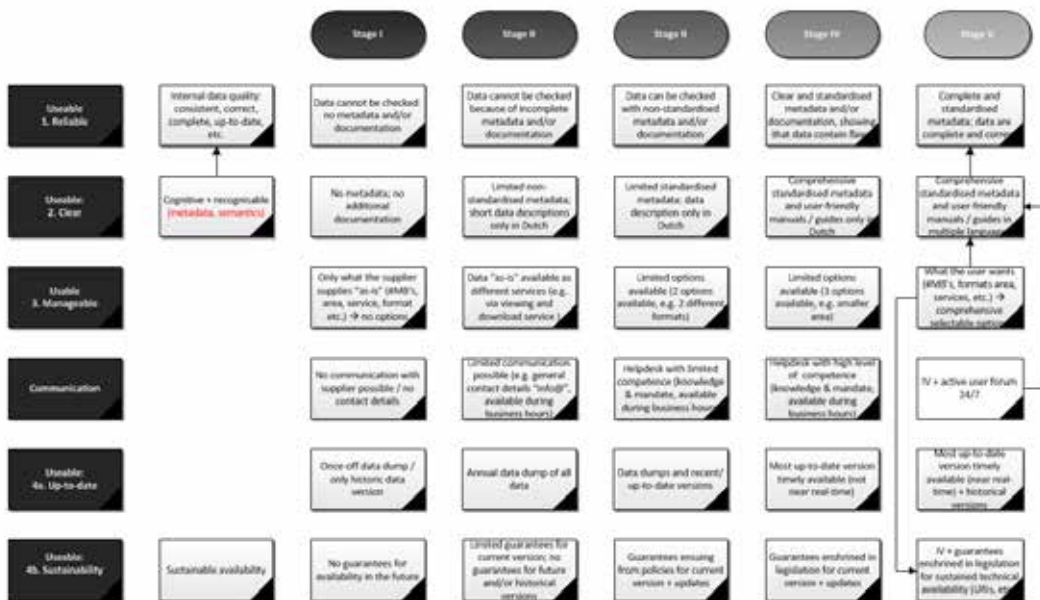 Stage I
Stage II
Stage II
Stage IV
Stage V
Useable
1. Reliable
Internal data quality:
consistent, correct,
complete, up-to-date,
etc.
Data cannot be checked
no metadata and/or
documentation
Data cannot be checked
because of incomplete
metadata and/or
documentation
Data can be checked
with non-standardised
metadata and/or
documentation
Clear and standardised
metadata and/or
documentation, showing
that data contain flaws
Complete and
standardised
metadata; data are
complete and correct
Useable:
2. Clear
Cognitive + recognisable
(metadata, semantics)
No metadata; no
additional
documentation
Limited non-
standardised metadata;
short data descriptions
only in Dutch
Limited standardised
metadata; data
description only in
Dutch
Comprehensive
standardised metadata
and user-friendly
manuals / guides only in
Dutch
Comprehensive
standardised metadata
and user-friendly
manuals / guides in
multiple languages
Usable
3. Manageable
Only what the supplier
supplies "as-is" (#MB's,
area, service, format
etc.) → no options
Data "as-is" available as
different services (e.g.
via viewing and
download service)
Limited options
available (2 options
available, e.g. 2 different
formats)
Limited options
available (3 options
available, e.g. smaller
area)
What the user wants
(#MB's, formats area,
services, etc.) →
comprehensive
selectable options
Communication
No communication with
supplier possible / no
contact details
Limited communication
possible (e.g. general
contact details "info@",
available during
business hours)
Helpdesk with limited
competence (knowledge
& mandate, available
during business hours)
Helpdesk with high level
of competence
(knowledge & mandate,
available during
business hours)
IV + active user forum
24/7
Useable:
4a. Up-to-date
Once-off data dump /
only historic data
version
Annual data dump of all
data
Data dumps and recent/
up-to-date versions
Most up-to-date version
timely available (not
near real-time)
Most up-to-date
version timely
available (near real-
time) + historical
versions
Useable:
4b. Sustainability
Sustainable availability
No guarantees for
availability in the future
Limited guarantees for
current version; no
guarantees for future
and/or historical
versions
Guarantees ensuing
from policies for current
version + updates
Guarantees enshrined in
legislation for current
version + updates
IV + guarantees
enshrined in legislation
for sustained technical
availability (URIs, etc.